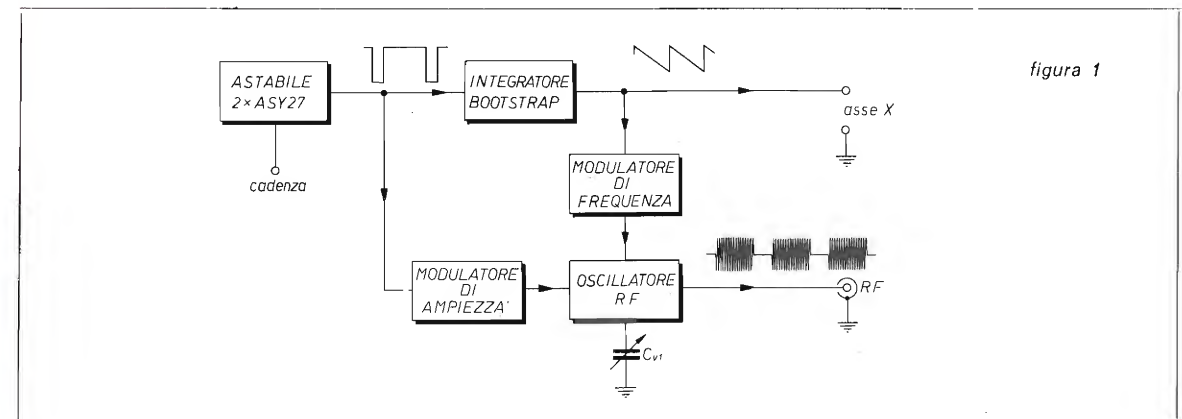 figura 1
ASTABILE
2×ASY27
INTEGRATORE
BOOTSTRAP
asse X
cadenza
MODULATORE
DI
FREQUENZA
MODULATORE
DI
AMPIEZZA
OSCILLATORE
RF
RF
Cv1